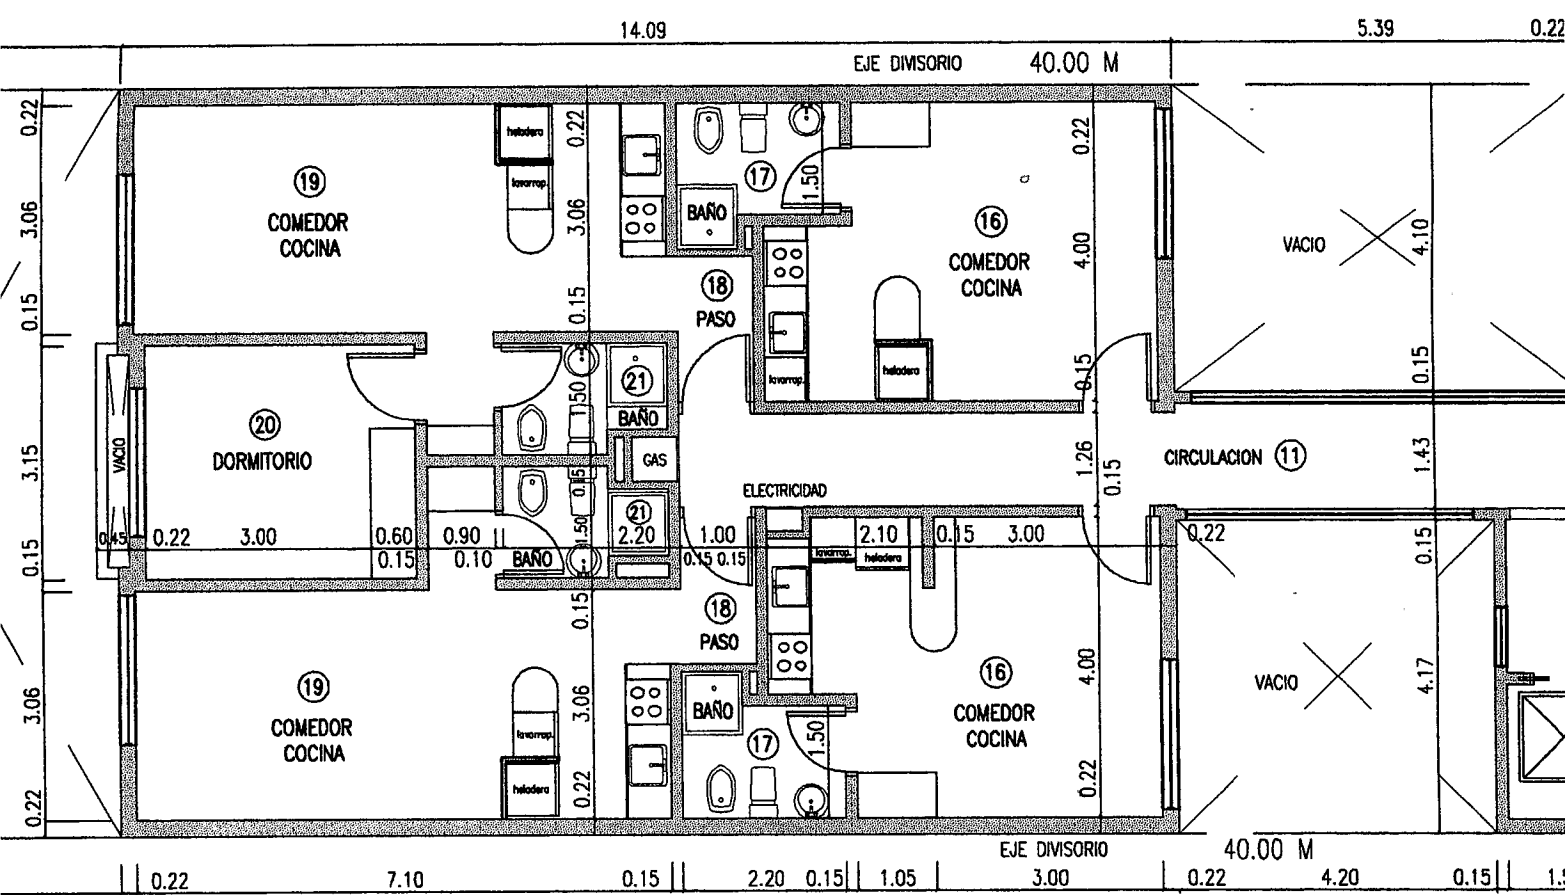 14.09
5.39
0.22
EJE DIVISORIO
40.00 M
0.22
3.06
0.15
3.15
0.15
3.06
0.22
19
COMEDOR
COCINA
heladera
lavarrap.
0.22
3.06
0.15
17
BAÑO
1.50
18
PASO
16
COMEDOR
COCINA
0.22
4.00
0.15
heladera
lavarrap.
VACIO
4.10
0.15
VACIO
20
DORMITORIO
1.50
21
BAÑO
GAS
0.15
21
1.50
BAÑO
ELECTRICIDAD
1.26
0.15
CIRCULACION 11
1.43
0.45
0.22
3.00
0.60
0.90
2.20
1.00
2.10
0.15
3.00
0.22
0.15
0.10
0.15 0.15
lavarrap.
heladera
0.15
0.15
18
PASO
19
COMEDOR
COCINA
lavarrap.
heladera
3.06
0.22
BAÑO
17
1.50
16
COMEDOR
COCINA
4.00
0.22
VACIO
4.17
EJE DIVISORIO
40.00 M
0.22
7.10
0.15
2.20
0.15
1.05
3.00
0.22
4.20
0.15